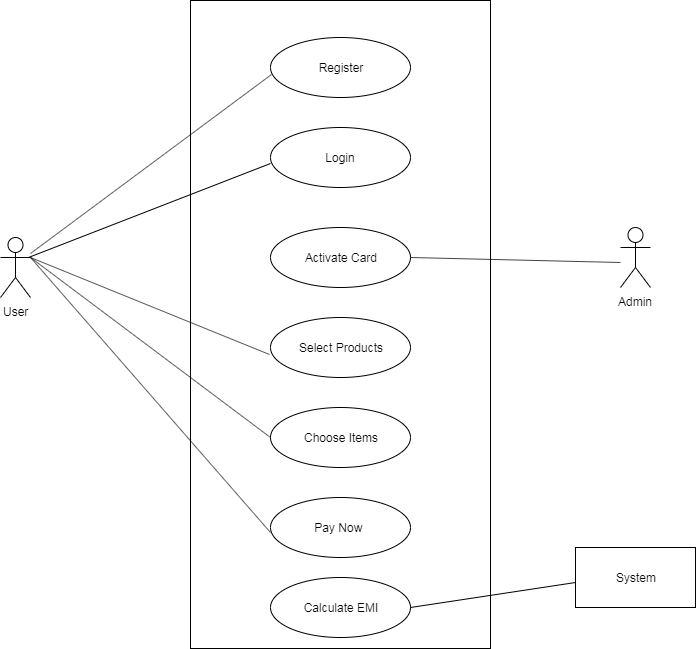 Register
Login
Activate Card
Select Products
Choose Items
Pay Now
Calculate EMI
User
Admin
System